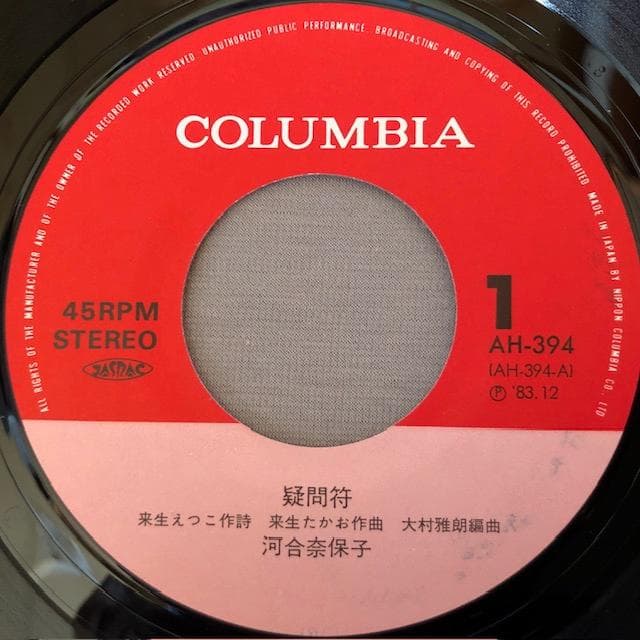 ALL RIGHTS OF THE MANUFACTURER AND OF THE OWNER OF THE RECORDED WORK RESERVED. UNAUTHORIZED PUBLIC PERFORMANCE, BROADCASTING AND COPYING OF THIS RECORD PROHIBITED. MADE IN JAPAN BY NIPPON COLUMBIA CO., LTD
COLUMBIA
45RPM
STEREO
JASRAC
1
AH-394
(AH-394-A)
Ⓟ '83.12
疑問符
来生えつこ作詩 来生たかお作曲 大村雅朗編曲
河合奈保子